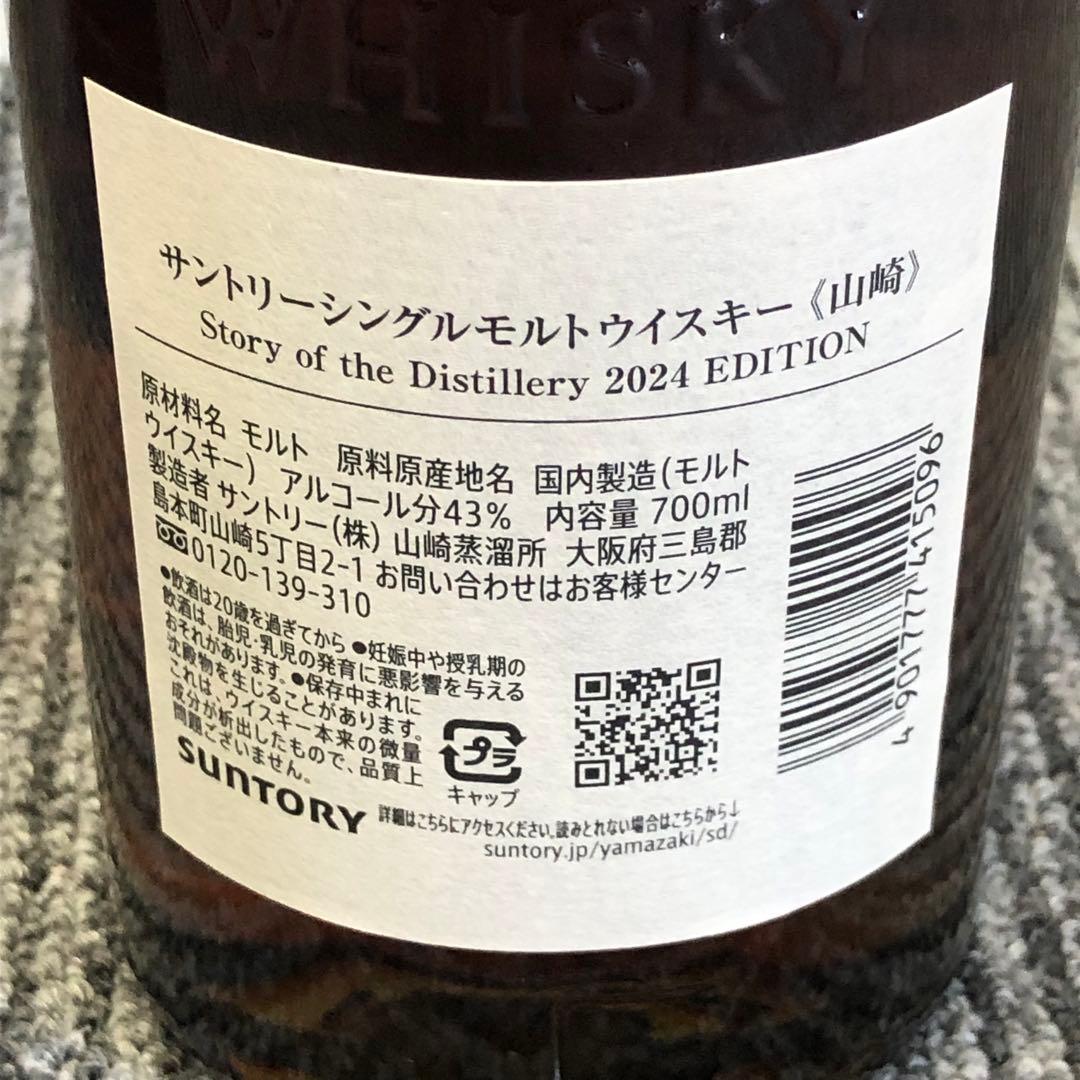 WHISKY
サントリーシングルモルトウイスキー《山崎》
Story of the Distillery 2024 EDITION
原材料名 モルト 原料原産地名 国内製造(モルト
ウイスキー) アルコール分43% 内容量 700ml
製造者 サントリー(株) 山崎蒸溜所 大阪府三島郡
島本町山崎5丁目2-1 お問い合わせはお客様センター
0120-139-310
●飲酒は20歳を過ぎてから ●妊娠中や授乳期の
飲酒は、胎児・乳児の発育に悪影響を与える
おそれがあります。●保存中まれに
沈殿物を生じることがあります。
これは、ウイスキー本来の微量
成分が析出したもので、品質上
問題ございません。
プラ
キャップ
SUNTORY
詳細はこちらにアクセスください。読みとれない場合はこちらから↓
suntory.jp/yamazaki/sd/
4 901777 415096